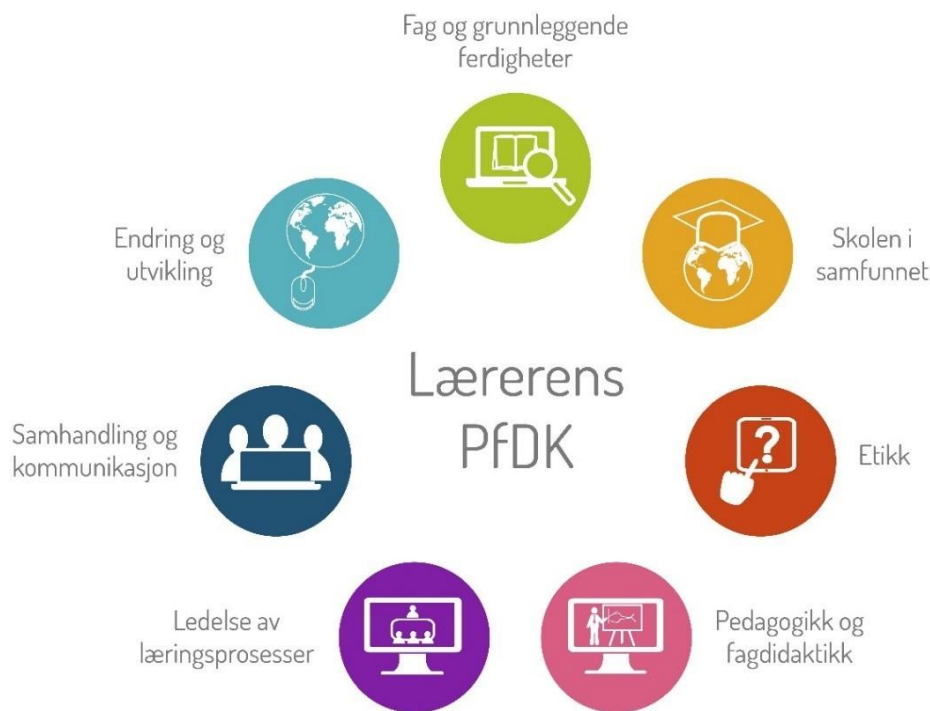 Fag og grunnleggende
ferdigheter
Endring og
utvikling
Skolen i
samfunnet
Lærerens
PfDK
Samhandling og
kommunikasjon
?
Etikk
Ledelse av
læringsprosesser
Pedagogikk og
fagdidaktikk